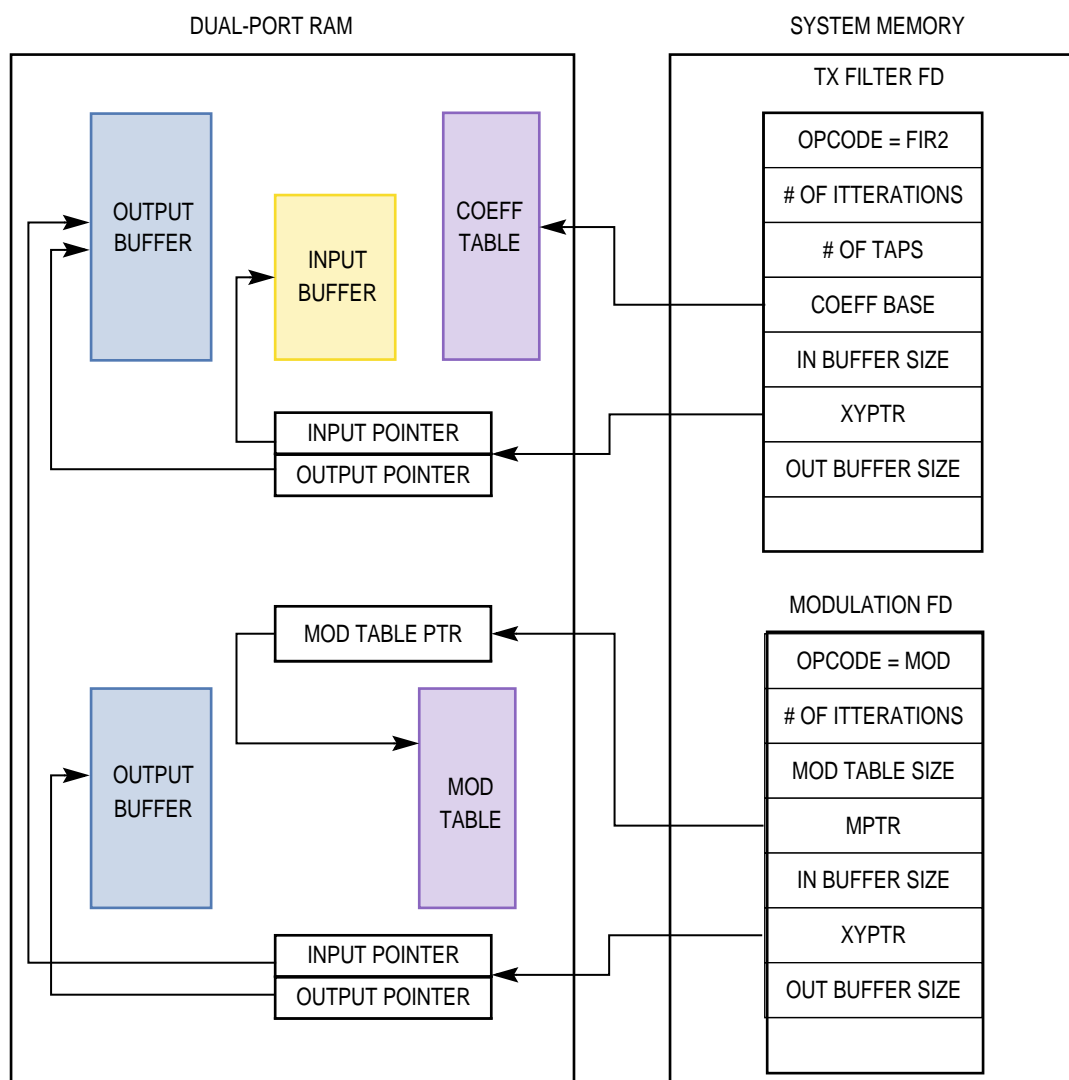 DUAL-PORT RAM
SYSTEM MEMORY
TX FILTER FD
OUTPUT
BUFFER
INPUT
BUFFER
COEFF
TABLE
OPCODE = FIR2
# OF ITTERATIONS
# OF TAPS
COEFF BASE
IN BUFFER SIZE
XYPTR
OUT BUFFER SIZE
INPUT POINTER
OUTPUT POINTER
MODULATION FD
MOD TABLE PTR
OUTPUT
BUFFER
MOD
TABLE
OPCODE = MOD
# OF ITTERATIONS
MOD TABLE SIZE
MPTR
IN BUFFER SIZE
XYPTR
OUT BUFFER SIZE
INPUT POINTER
OUTPUT POINTER